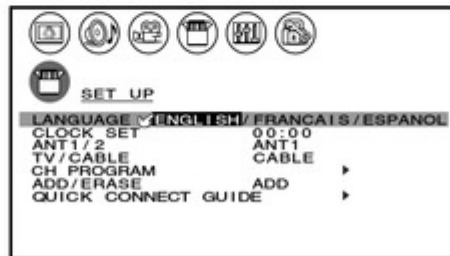 SET UP
LANGUAGE ENGLISH/FRANCAIS/ESPANOL
CLOCK SET 00:00
ANT1/2 ANT1
TV/CABLE CABLE
CH PROGRAM
ADD/ERASE ADD
QUICK CONNECT GUIDE